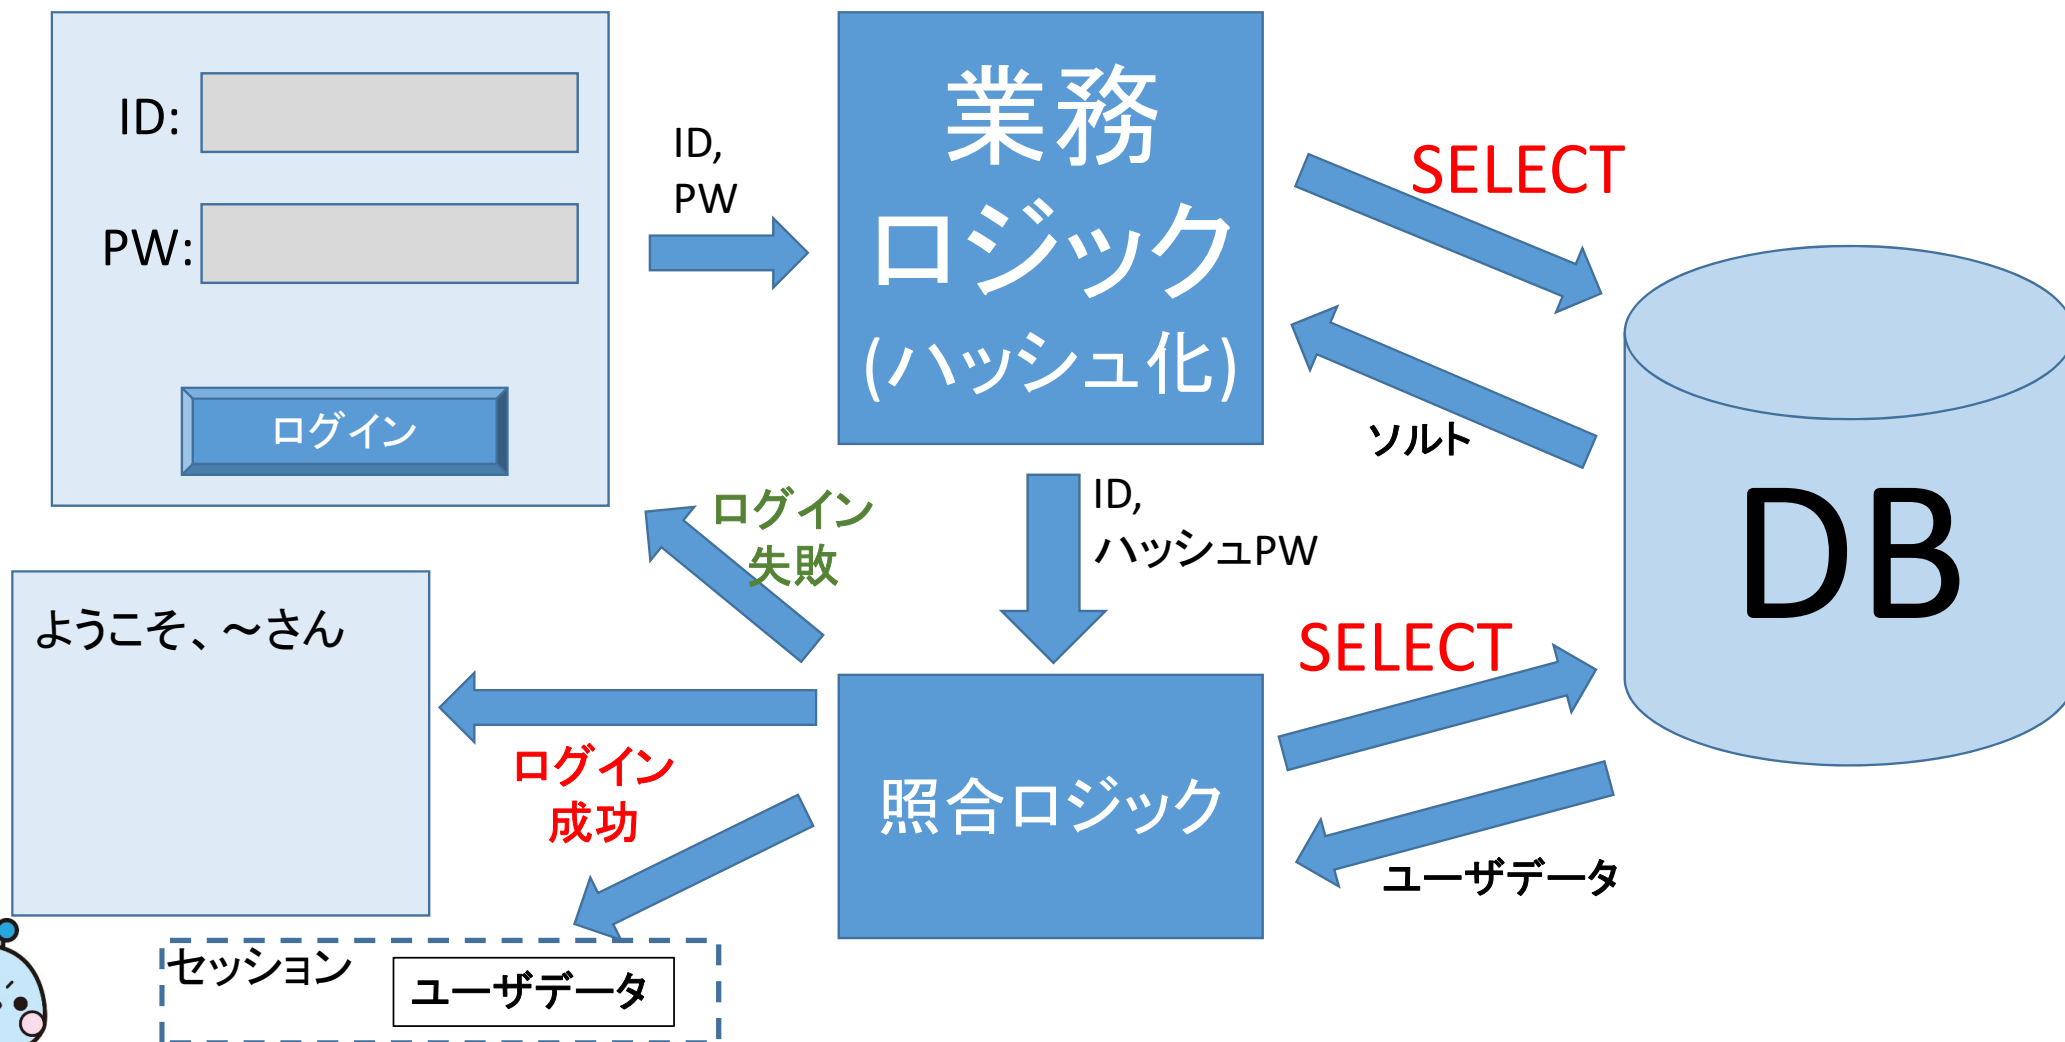 ID:
PW:
ログイン
ID,
PW
業務
ロジック
(ハッシュ化)
SELECT
ソルト
DB
ID,
ハッシュPW
ログイン
失敗
SELECT
照合ロジック
ユーザデータ
ようこそ、～さん
ログイン
成功
セッション
ユーザデータ